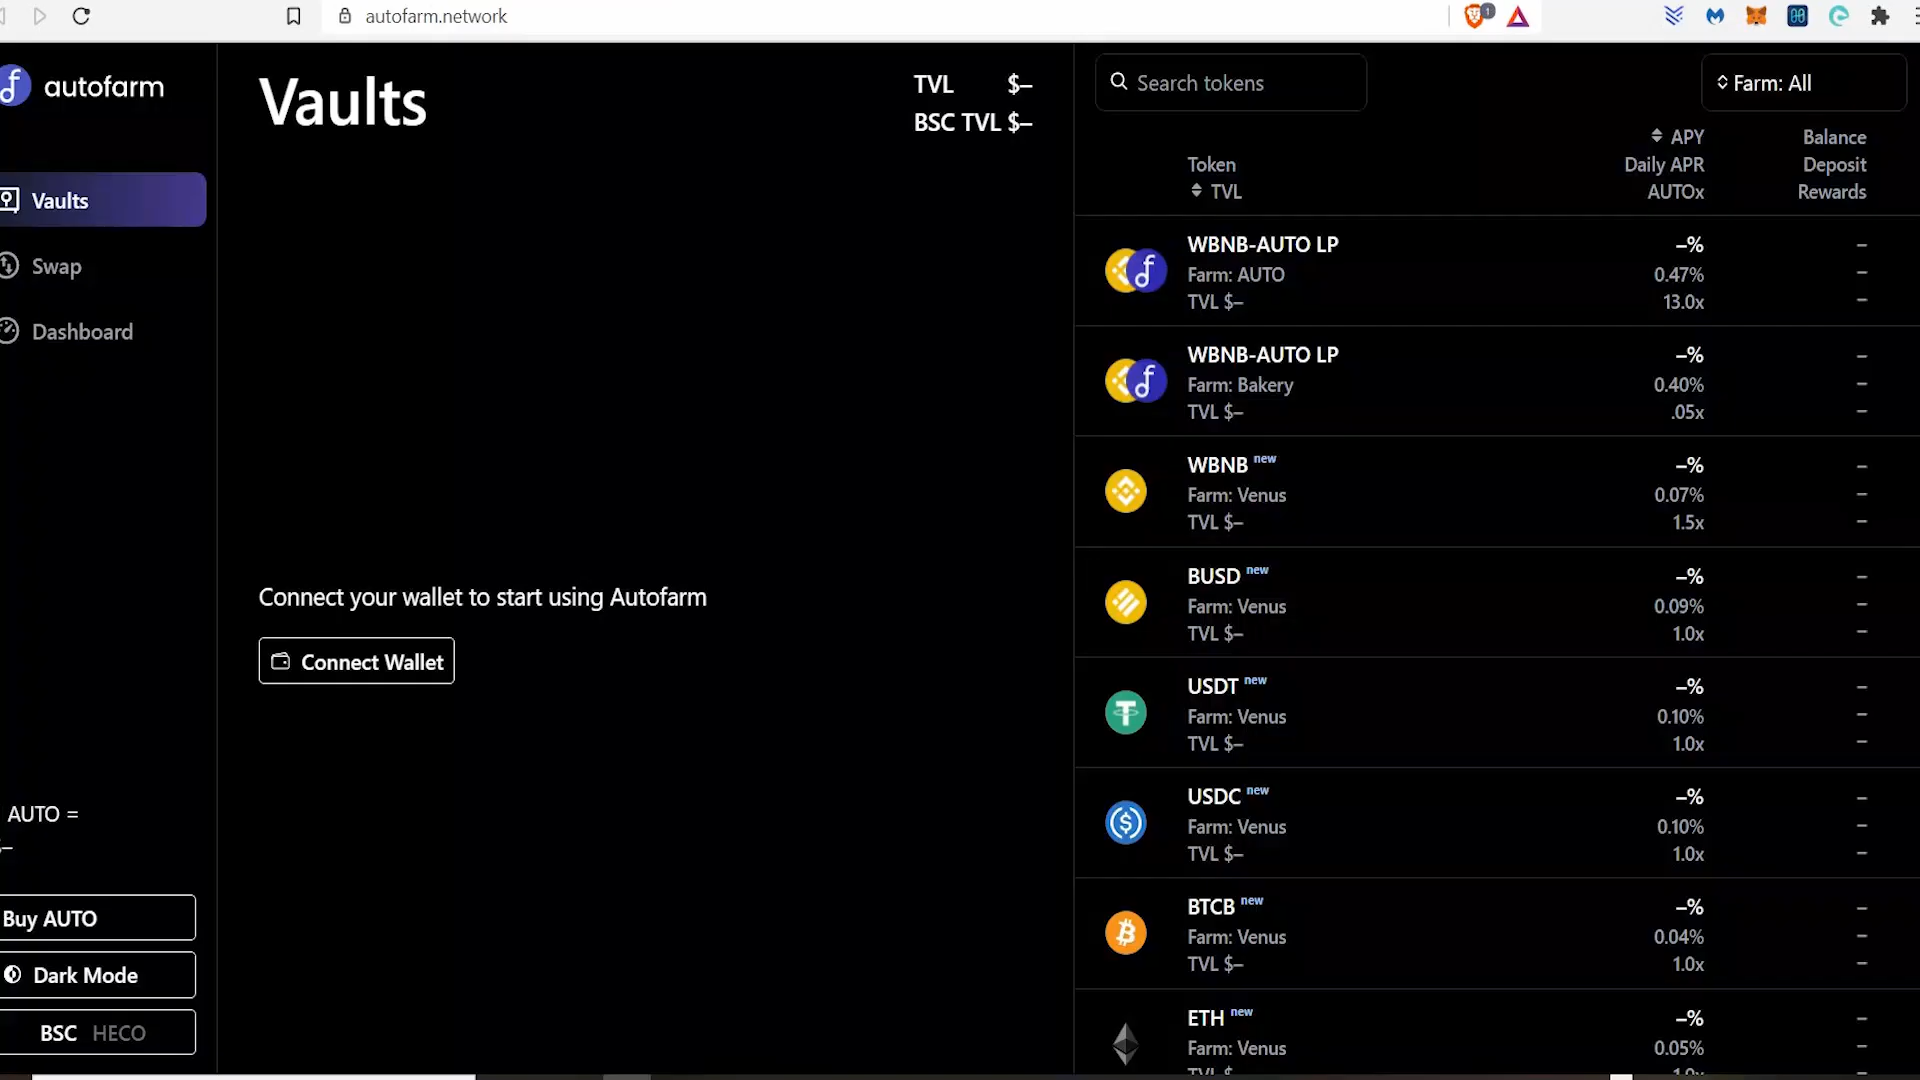 autofarm.network
1
autofarm
Vaults
Swap
Dashboard
AUTO =
Buy AUTO
Dark Mode
BSC HECO
Vaults
TVL $–
BSC TVL $–
Connect your wallet to start using Autofarm
Connect Wallet
Search tokens
Farm: All
Token
TVL
APY
Daily APR
AUTOx
Balance
Deposit
Rewards
WBNB-AUTO LP –% –
Farm: AUTO 0.47% –
TVL $– 13.0x –
WBNB-AUTO LP –% –
Farm: Bakery 0.40% –
TVL $– .05x –
WBNB new –% –
Farm: Venus 0.07% –
TVL $– 1.5x –
BUSD new –% –
Farm: Venus 0.09% –
TVL $– 1.0x –
USDT new –% –
Farm: Venus 0.10% –
TVL $– 1.0x –
USDC new –% –
Farm: Venus 0.10% –
TVL $– 1.0x –
BTCB new –% –
Farm: Venus 0.04% –
TVL $– 1.0x –
ETH new –% –
Farm: Venus 0.05% –